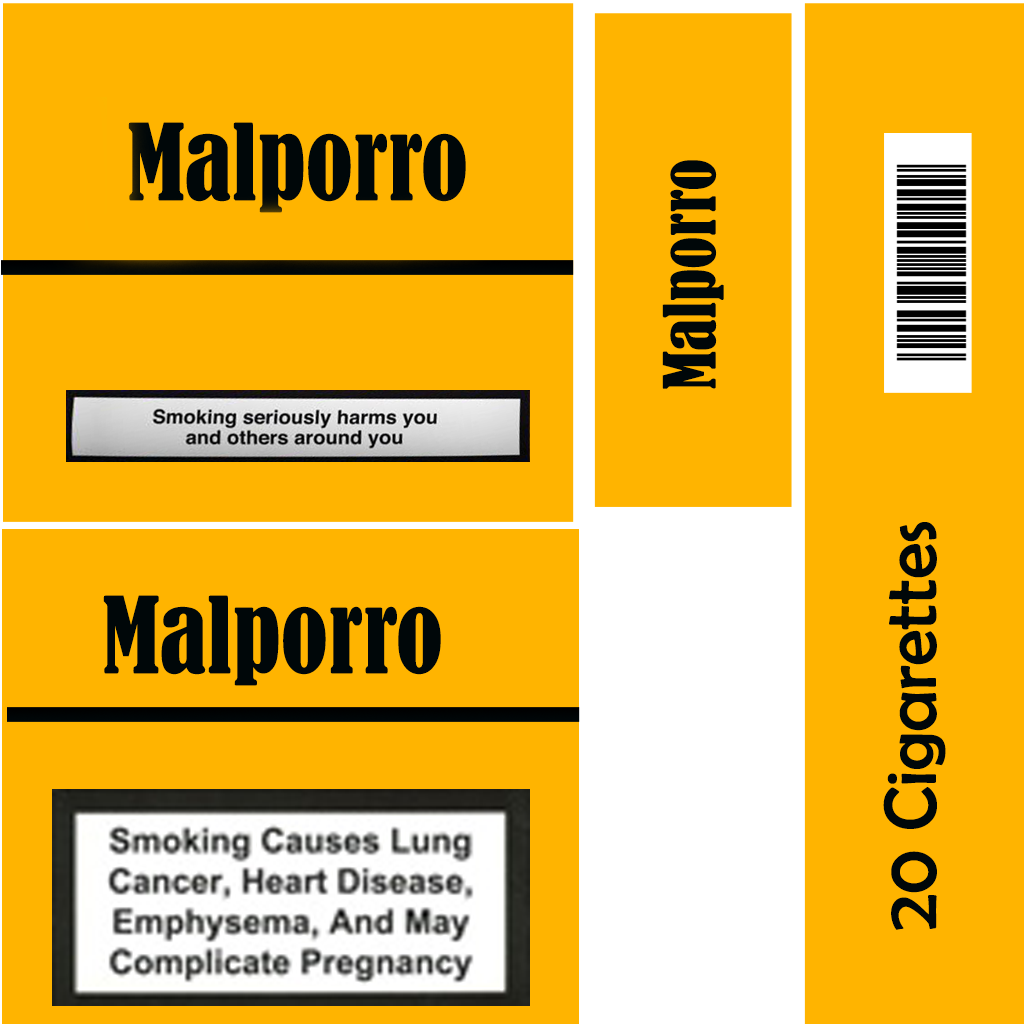 Malporro
Smoking seriously harms you
and others around you
Malporro
Smoking Causes Lung
Cancer, Heart Disease,
Emphysema, And May
Complicate Pregnancy
Malporro
20 Cigarettes